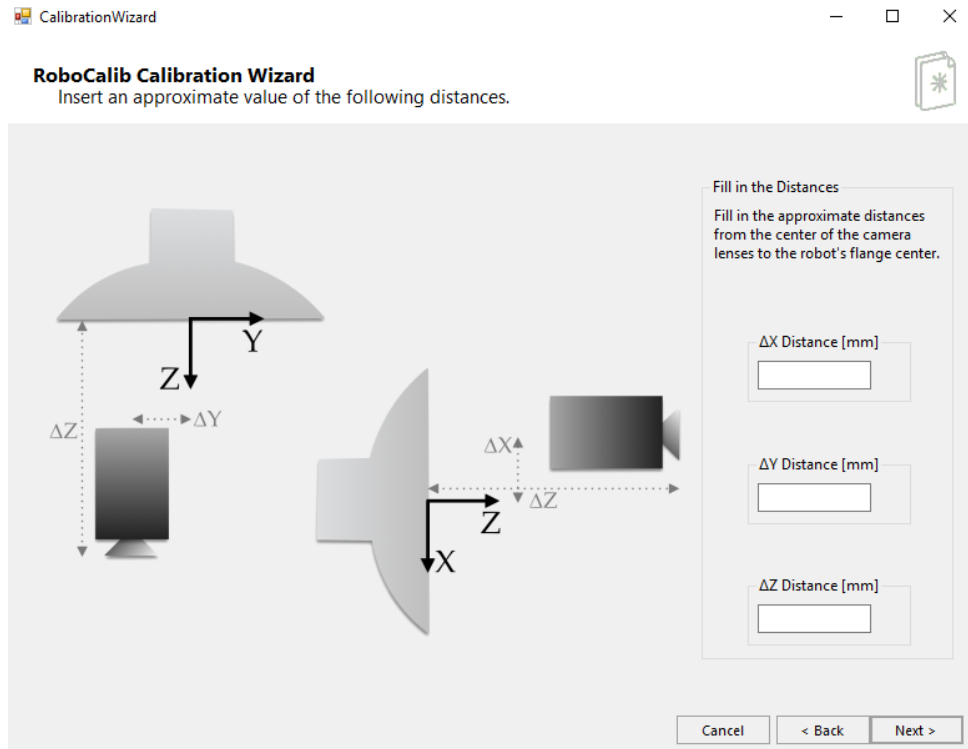 CalibrationWizard
RoboCalib Calibration Wizard
Insert an approximate value of the following distances.
Y
Z
ΔY
ΔZ
ΔX
ΔZ
Z
X
Fill in the Distances
Fill in the approximate distances
from the center of the camera
lenses to the robot's flange center.
ΔX Distance [mm]
ΔY Distance [mm]
ΔZ Distance [mm]
Cancel
< Back
Next >